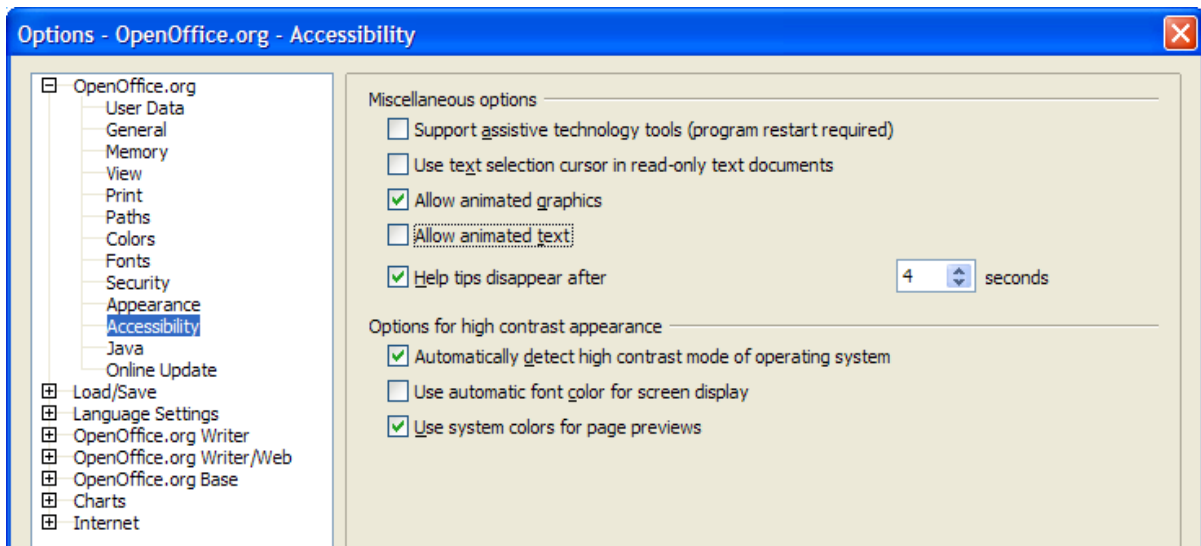 Options - OpenOffice.org - Accessibility
OpenOffice.org
User Data
General
Memory
View
Print
Paths
Colors
Fonts
Security
Appearance
Accessibility
Java
Online Update
Load/Save
Language Settings
OpenOffice.org Writer
OpenOffice.org Writer/Web
OpenOffice.org Base
Charts
Internet
Miscellaneous options
Support assistive technology tools (program restart required)
Use text selection cursor in read-only text documents
Allow animated graphics
Allow animated text
Help tips disappear after 4 seconds
Options for high contrast appearance
Automatically detect high contrast mode of operating system
Use automatic font color for screen display
Use system colors for page previews